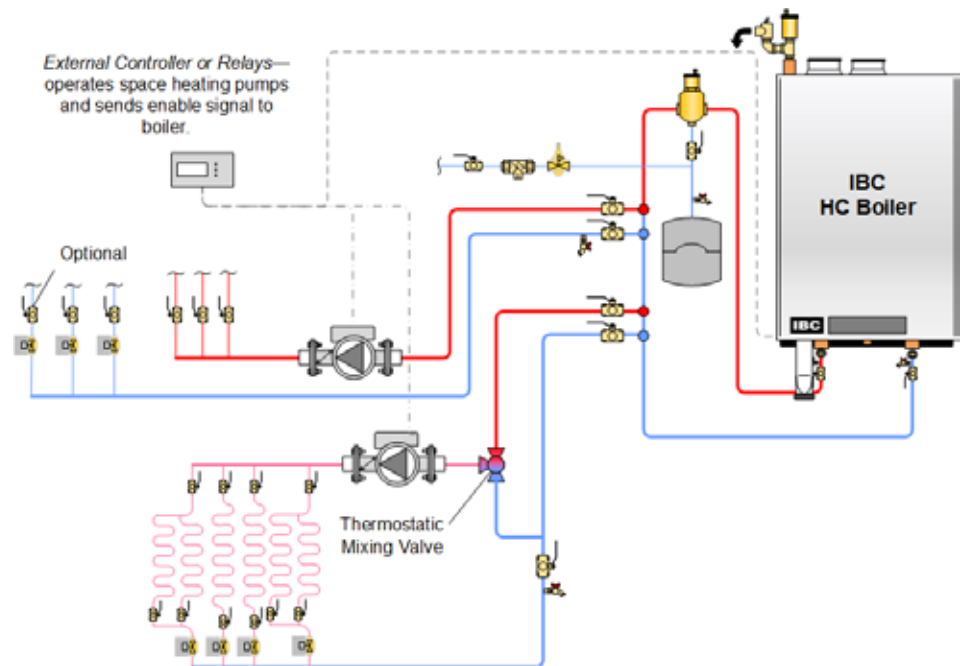 External Controller or Relays—
operates space heating pumps
and sends enable signal to
boiler.
IBC
HC Boiler
Optional
IBC
Thermostatic
Mixing Valve
D
D
D
D
D
D
D